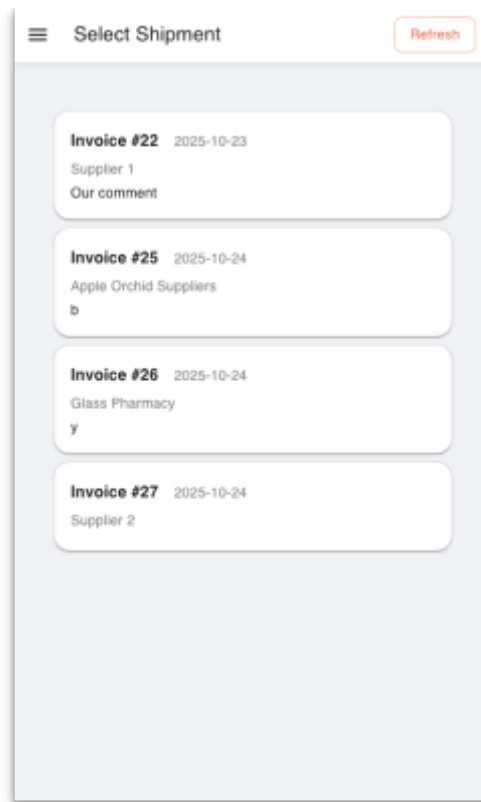 Select Shipment
Refresh
Invoice #22 2025-10-23
Supplier 1
Our comment
Invoice #25 2025-10-24
Apple Orchid Suppliers
b
Invoice #26 2025-10-24
Glass Pharmacy
y
Invoice #27 2025-10-24
Supplier 2